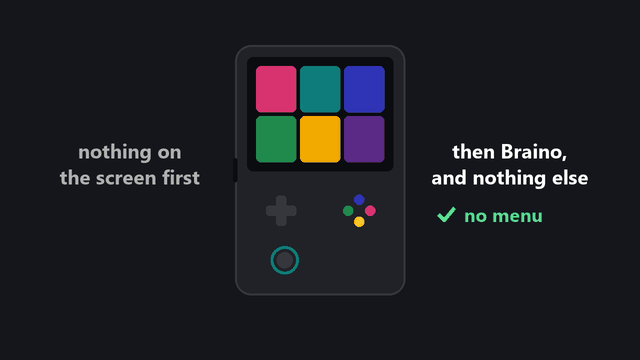 nothing on
the screen first
then Braino,
and nothing else
✓ no menu